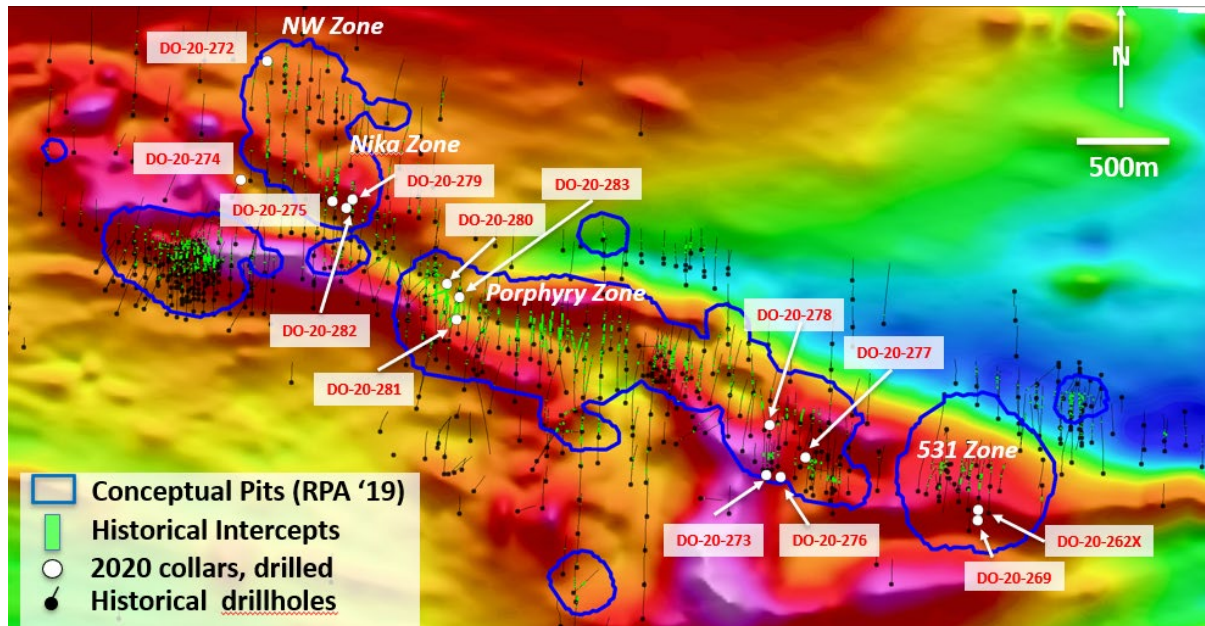 NW Zone
DO-20-272
N
500m
Nika Zone
DO-20-274
DO-20-279
DO-20-283
DO-20-275
DO-20-280
Porphyry Zone
DO-20-282
DO-20-278
DO-20-277
DO-20-281
531 Zone
DO-20-273
DO-20-276
DO-20-262X
DO-20-269
Conceptual Pits (RPA ‘19)
Historical Intercepts
2020 collars, drilled
Historical drillholes